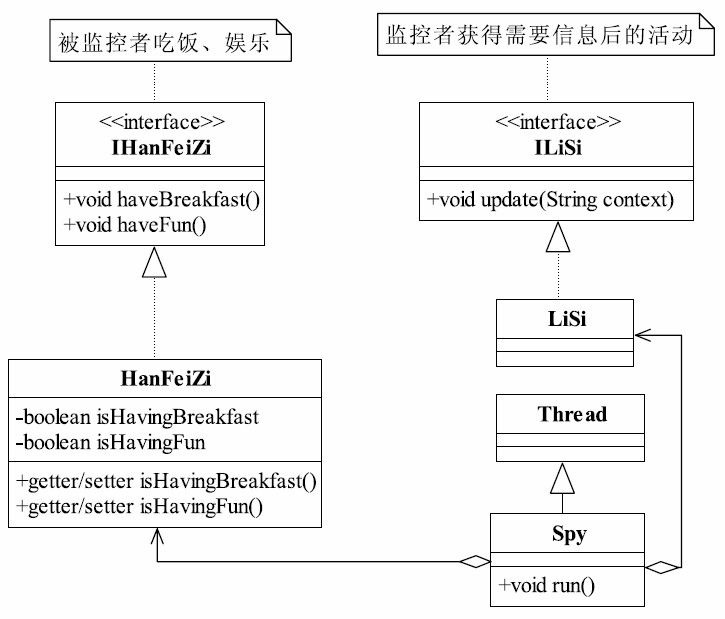 被监控者吃饭、娱乐
监控者获得需要信息后的活动
<<interface>>
IHanFeiZi
+void haveBreakfast()
+void haveFun()
<<interface>>
ILiSi
+void update(String context)
LiSi
HanFeiZi
-boolean isHavingBreakfast
-boolean isHavingFun
+getter/setter isHavingBreakfast()
+getter/setter isHavingFun()
Thread
Spy
+void run()